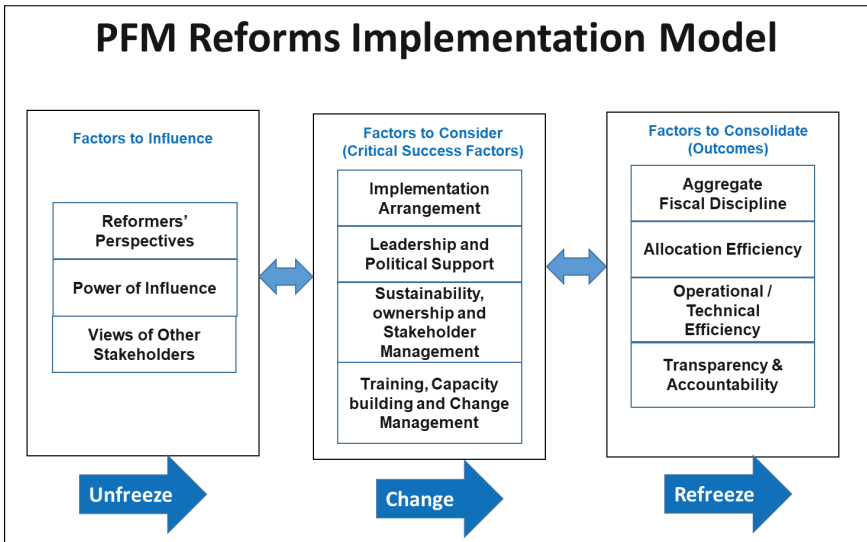 PFM Reforms Implementation Model
Factors to Influence
Reformers'
Perspectives
Power of Influence
Views of Other
Stakeholders
Unfreeze
Factors to Consider
(Critical Success Factors)
Implementation
Arrangement
Leadership and
Political Support
Sustainability,
ownership and
Stakeholder
Management
Training, Capacity
building and Change
Management
Change
Factors to Consolidate
(Outcomes)
Aggregate
Fiscal Discipline
Allocation Efficiency
Operational /
Technical
Efficiency
Transparency &
Accountability
Refreeze